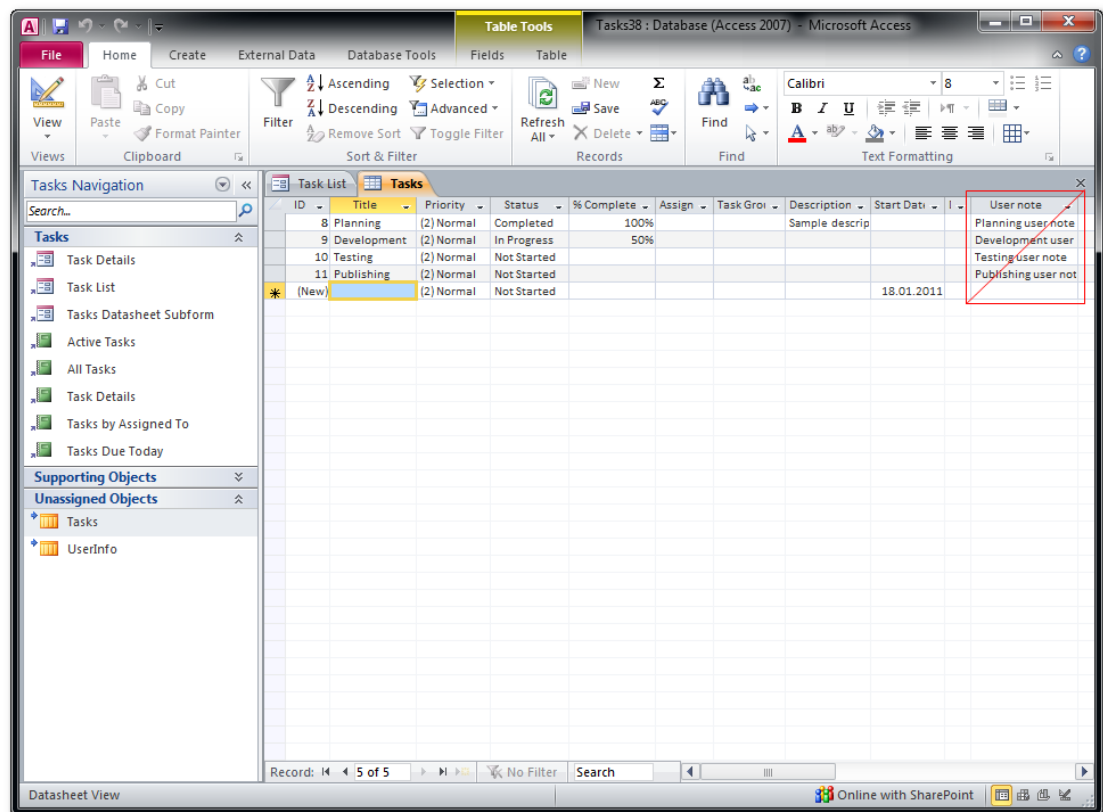 Table Tools Tasks38 : Database (Access 2007) - Microsoft Access
File Home Create External Data Database Tools Fields Table
View
Views
Paste
Cut
Copy
Format Painter
Clipboard
Filter
Ascending
Descending
Remove Sort
Selection
Advanced
Toggle Filter
Sort & Filter
Refresh All
New
Save
Delete
Records
Find
Find
Calibri 8
B I U
Text Formatting
Tasks Navigation
Search...
Tasks
Task Details
Task List
Tasks Datasheet Subform
Active Tasks
All Tasks
Task Details
Tasks by Assigned To
Tasks Due Today
Supporting Objects
Unassigned Objects
Tasks
UserInfo
Task List Tasks
ID Title Priority Status % Complete Assign Task Grou Description Start Dat User note
8 Planning (2) Normal Completed 100% Sample descrip Planning user note
9 Development (2) Normal In Progress 50% Development user
10 Testing (2) Normal Not Started Testing user note
11 Publishing (2) Normal Not Started Publishing user not
(New) (2) Normal Not Started 18.01.2011
Record: 5 of 5 No Filter Search
Datasheet View Online with SharePoint